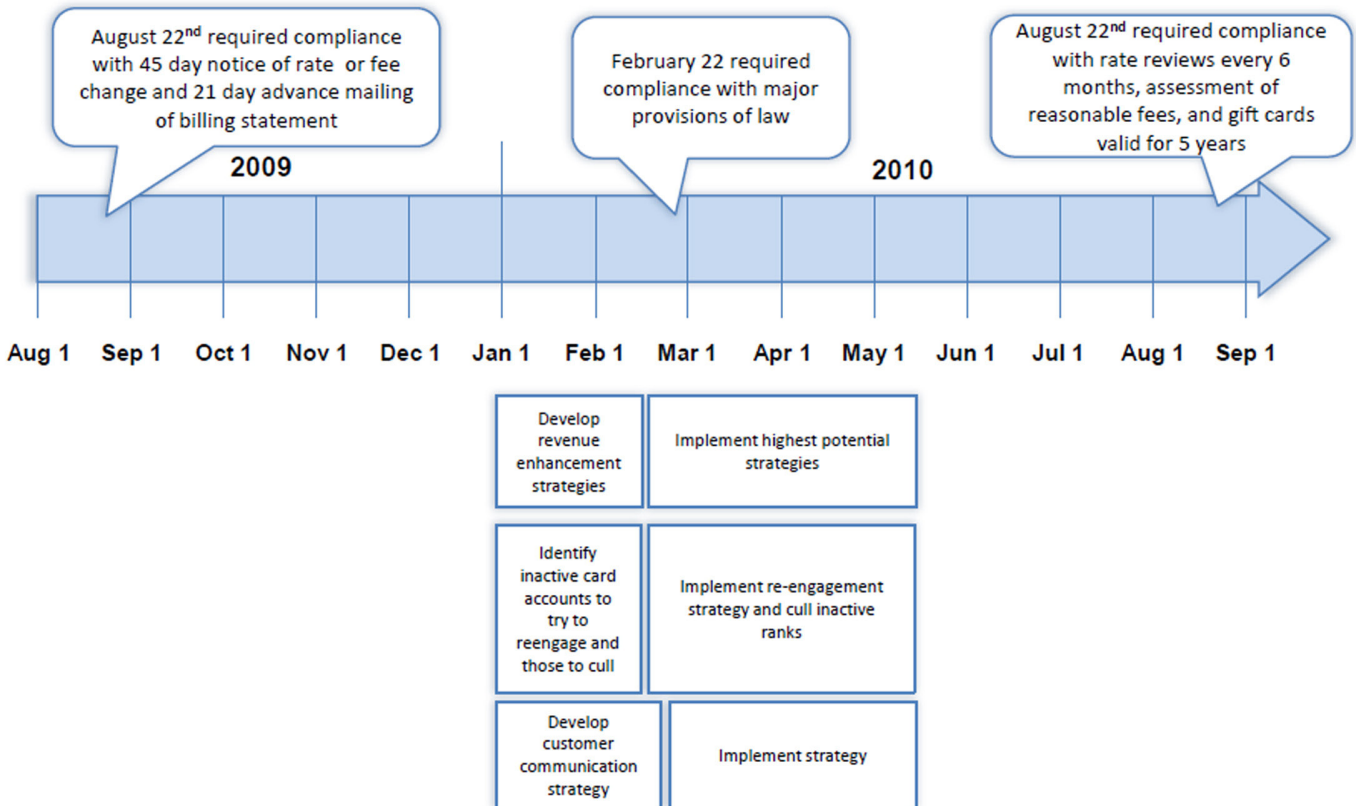 August 22nd required compliance
with 45 day notice of rate or fee
change and 21 day advance mailing
of billing statement
February 22 required
compliance with major
provisions of law
August 22nd required compliance
with rate reviews every 6
months, assessment of
reasonable fees, and gift cards
valid for 5 years
2009
2010
Aug 1 Sep 1 Oct 1 Nov 1 Dec 1 Jan 1 Feb 1 Mar 1 Apr 1 May 1 Jun 1 Jul 1 Aug 1 Sep 1
Develop
revenue
enhancement
strategies
Implement highest potential
strategies
Identify
inactive card
accounts to
try to
reengage and
those to cull
Implement re-engagement
strategy and cull inactive
ranks
Develop
customer
communication
strategy
Implement strategy